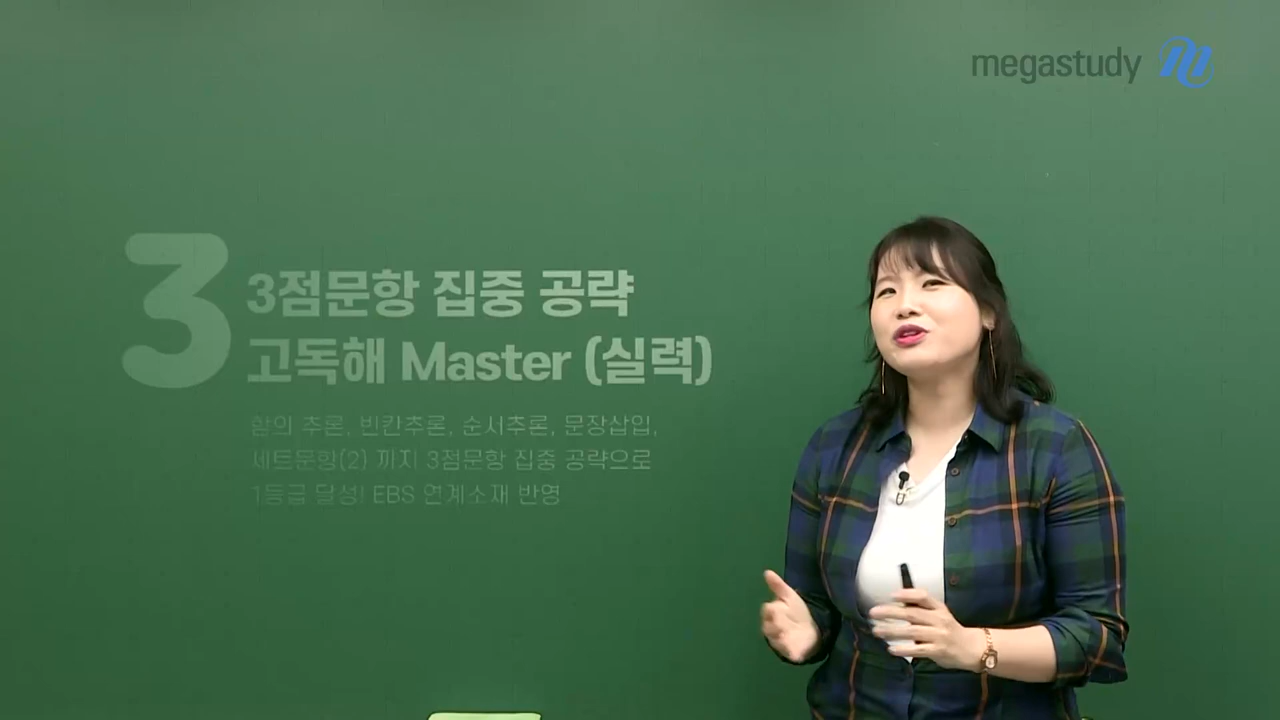 megastudy
3
3점문항 집중 공략
고독해 Master (실력)
함의 추론, 빈칸추론, 순서추론, 문장삽입,
세트문항(2) 까지 3점문항 집중 공략으로
1등급 달성! EBS 연계소재 반영